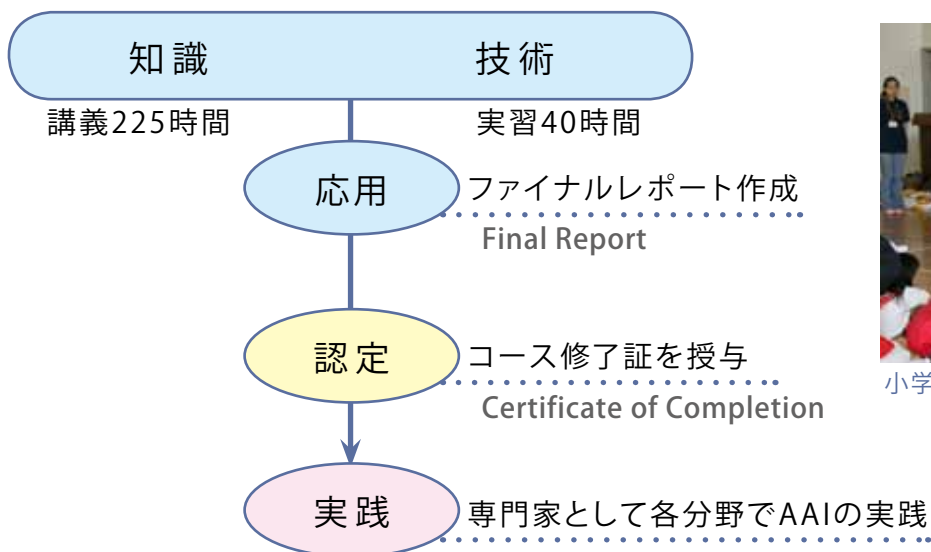 知識 技術
講義225時間 実習40時間
応用 ファイナルレポート作成
Final Report
認定 コース修了証を授与
Certificate of Completion
小学
実践 専門家として各分野でAAIの実践